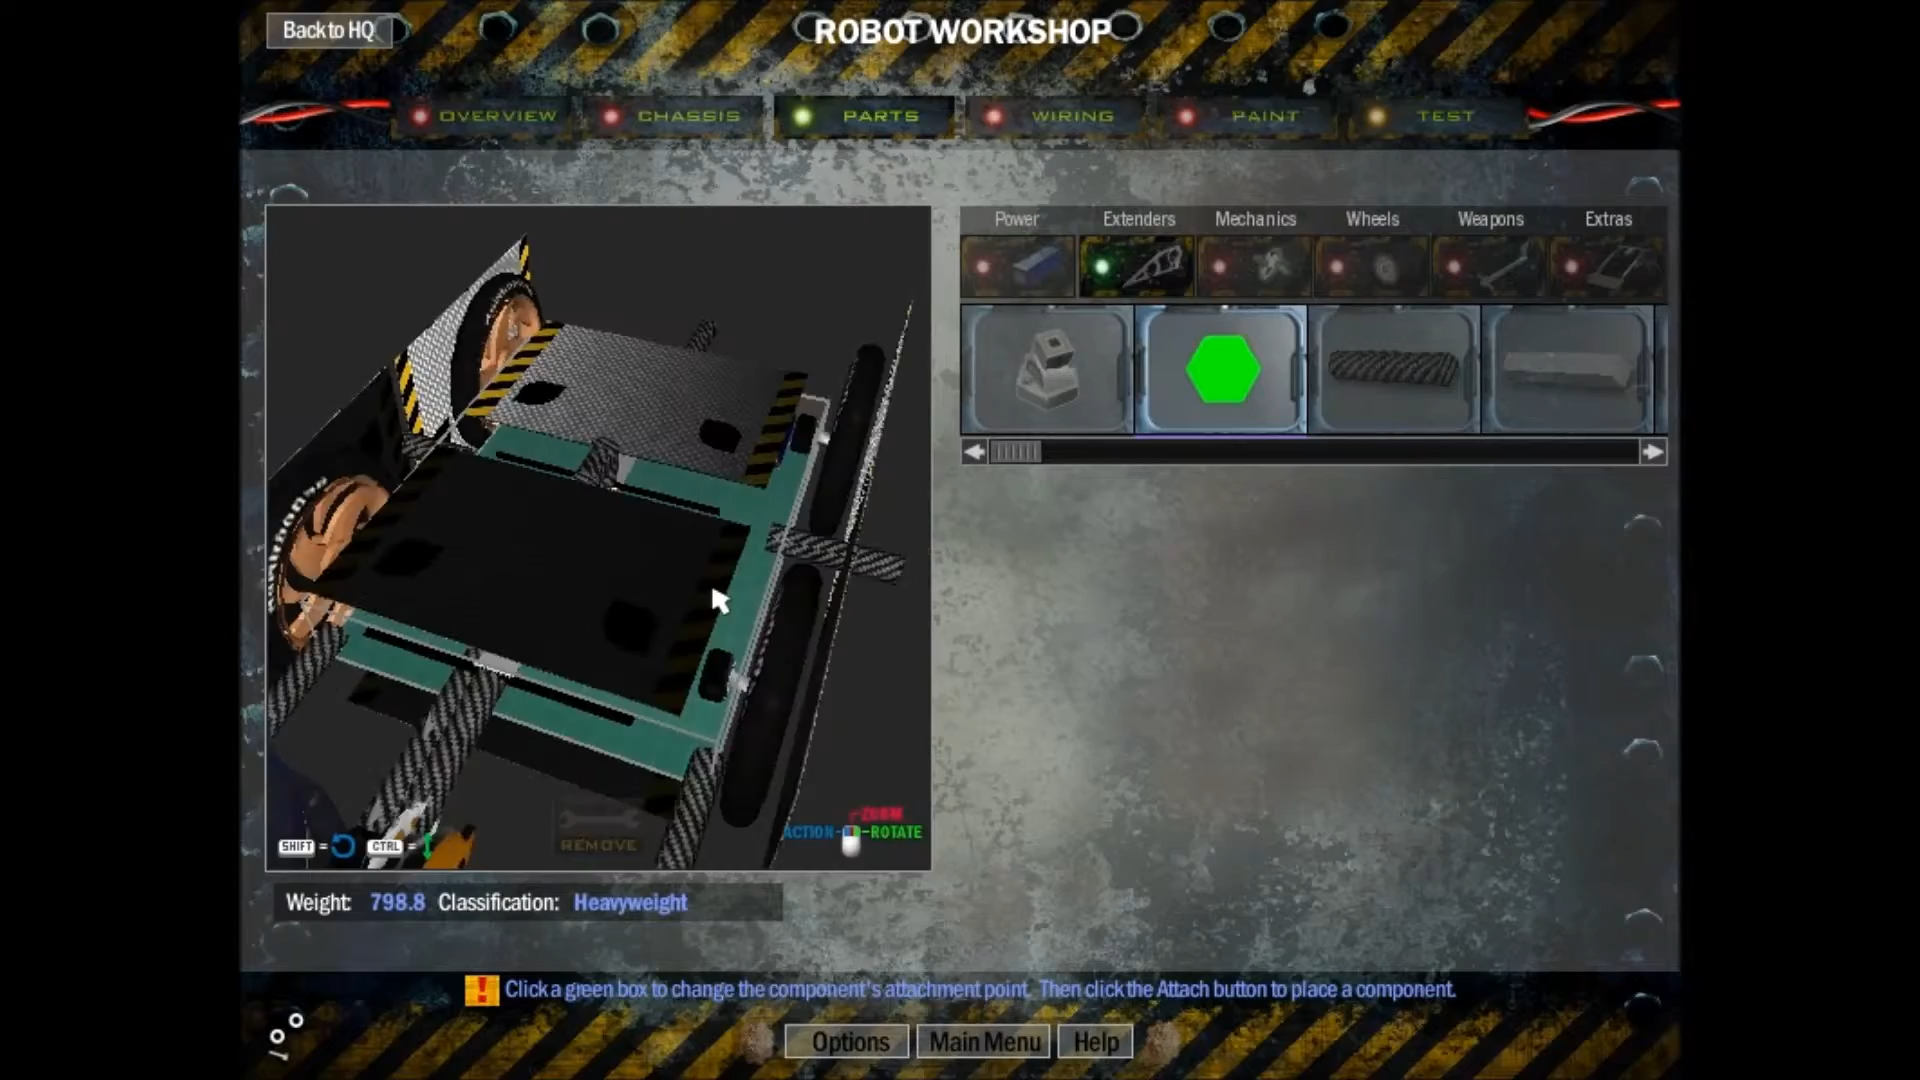 Back to HQ
ROBOT WORKSHOP
OVERVIEW
CHASSIS
PARTS
WIRING
PAINT
TEST
Power
Extenders
Mechanics
Wheels
Weapons
Extras
ZOOM
ACTION
ROTATE
SHIFT =
CTRL =
REMOVE
Weight: 798.8 Classification: Heavyweight
! Click a green box to change the component's attachment point. Then click the Attach button to place a component.
Options
Main Menu
Help